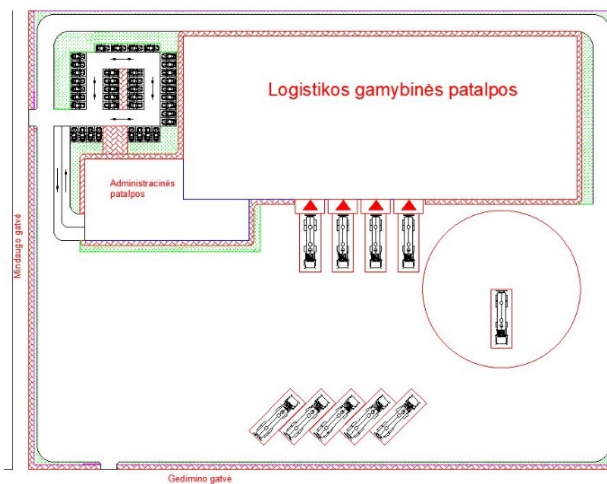 Logistikos gamybinės patalpos
Administracinės
patalpos
Mindaugo gatvė
Gedimino gatvė